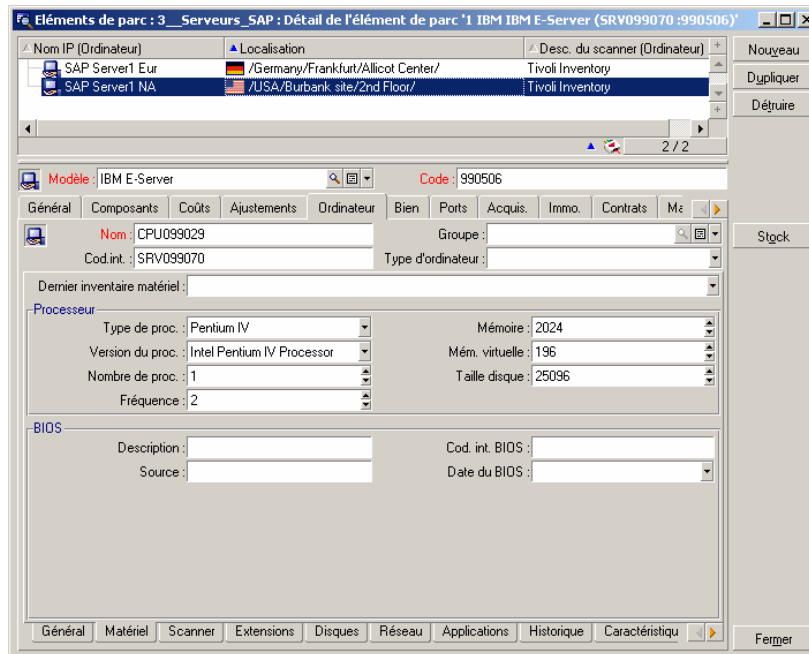 Eléments de parc : 3__Serveurs_SAP : Détail de l'élément de parc '1 IBM IBM E-Server (SRV099070 :990506)'
Nom IP (Ordinateur) Localisation Desc. du scanner (Ordinateur)
SAP Server1 Eur /Germany/Frankfurt/Allicot Center/ Tivoli Inventory
SAP Server1 NA /USA/Burbank site/2nd Floor/ Tivoli Inventory
2 / 2
Nouveau
Dupliquer
Détruire
Modèle : IBM E-Server Code : 990506
Général Composants Coûts Ajustements Ordinateur Bien Ports Acquis. Immo. Contrats Ma
Nom : CPU099029 Groupe :
Stock
Cod.int. : SRV099070 Type d'ordinateur :
Dernier inventaire matériel :
Processeur
Type de proc. : Pentium IV Mémoire : 2024
Version du proc. : Intel Pentium IV Processor Mém. virtuelle : 196
Nombre de proc. : 1 Taille disque : 25096
Fréquence : 2
BIOS
Description : Cod. int. BIOS :
Source : Date du BIOS :
Général Matériel Scanner Extensions Disques Réseau Applications Historique Caractéristiqu
Fermer